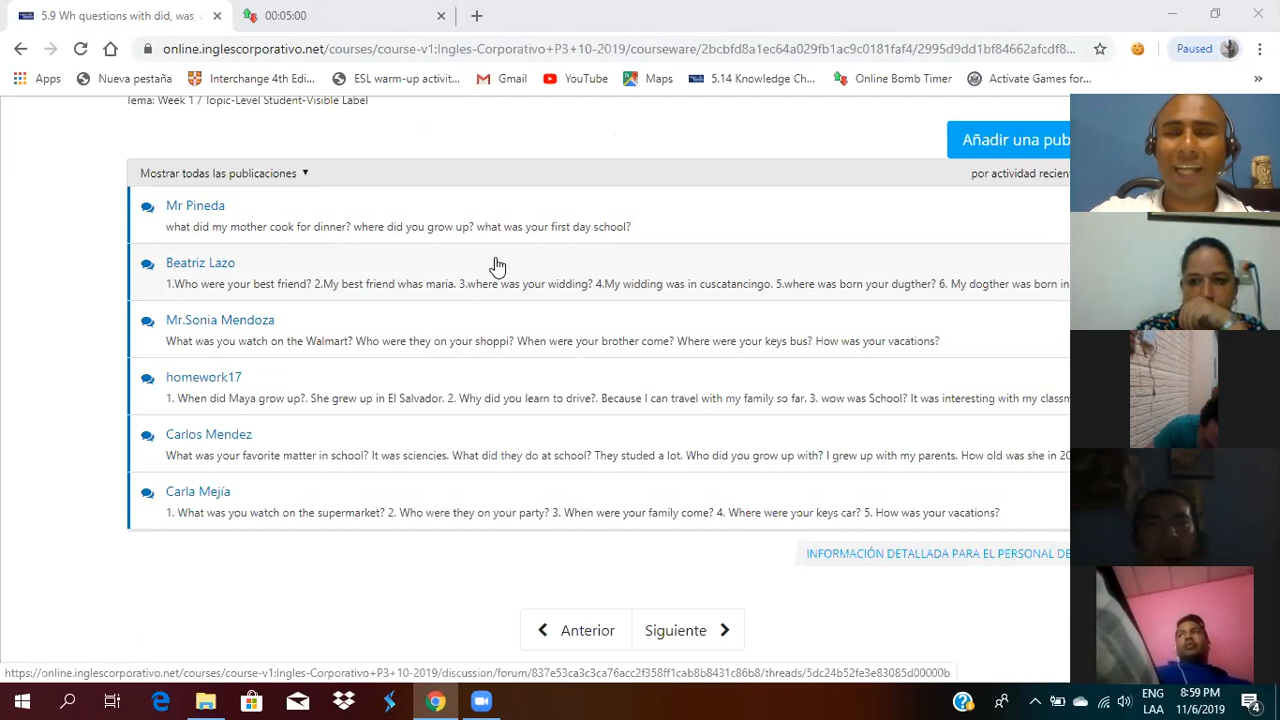 5.9 Wh questions with did, was,
00:05:00
online.inglescorporativo.net/courses/course-v1:Ingles-Corporativo+P3+10-2019/courseware/2bcbfd8a1ec64a029fb1ac9c0181faf4/2995d9dd1bf84662afcdf8...
Paused
Apps
Nueva pestaña
Interchange 4th Edi...
ESL warm-up activit...
Gmail
YouTube
Maps
5.14 Knowledge Ch...
Online Bomb Timer
Activate Games for...
Tema: Week 1 / Topic-Level Student-Visible Label
Añadir una pub
Mostrar todas las publicaciones
por actividad recien
Mr Pineda
what did my mother cook for dinner? where did you grow up? what was your first day school?
Beatriz Lazo
1.Who were your best friend? 2.My best friend whas maria. 3.where was your widding? 4.My widding was in cuscatancingo. 5.where was born your dugther? 6. My dogther was born in
Mr.Sonia Mendoza
What was you watch on the Walmart? Who were they on your shoppi? When were your brother come? Where were your keys bus? How was your vacations?
homework17
1. When did Maya grow up?. She grew up in El Salvador. 2. Why did you learn to drive?. Because I can travel with my family so far. 3. wow was School? It was interesting with my classm
Carlos Mendez
What was your favorite matter in school? It was sciencies. What did they do at school? They studed a lot. Who did you grow up with? I grew up with my parents. How old was she in 20
Carla Mejía
1. What was you watch on the supermarket? 2. Who were they on your party? 3. When were your family come? 4. Where were your keys car? 5. How was your vacations?
INFORMACIÓN DETALLADA PARA EL PERSONAL DE
Anterior
Siguiente
https://online.inglescorporativo.net/courses/course-v1:Ingles-Corporativo+P3+10-2019/discussion/forum/837e53ca3c3ca76acc2f358ff1cab8b8431c86b8/threads/5dc24b52fe3e83085d00000b
ENG
8:59 PM
LAA
11/6/2019
4